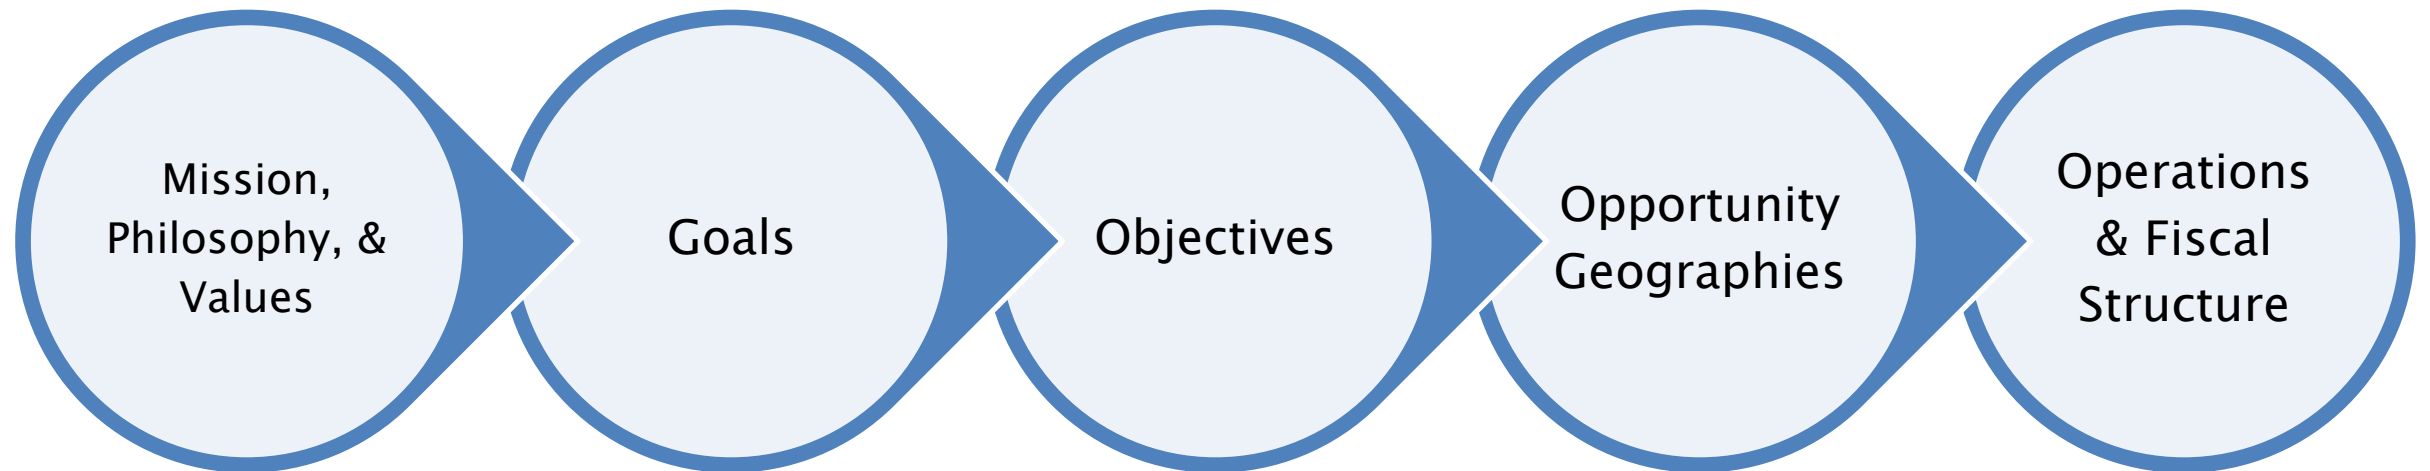 Mission,
Philosophy, &
Values
Goals
Objectives
Opportunity
Geographies
Operations
& Fiscal
Structure